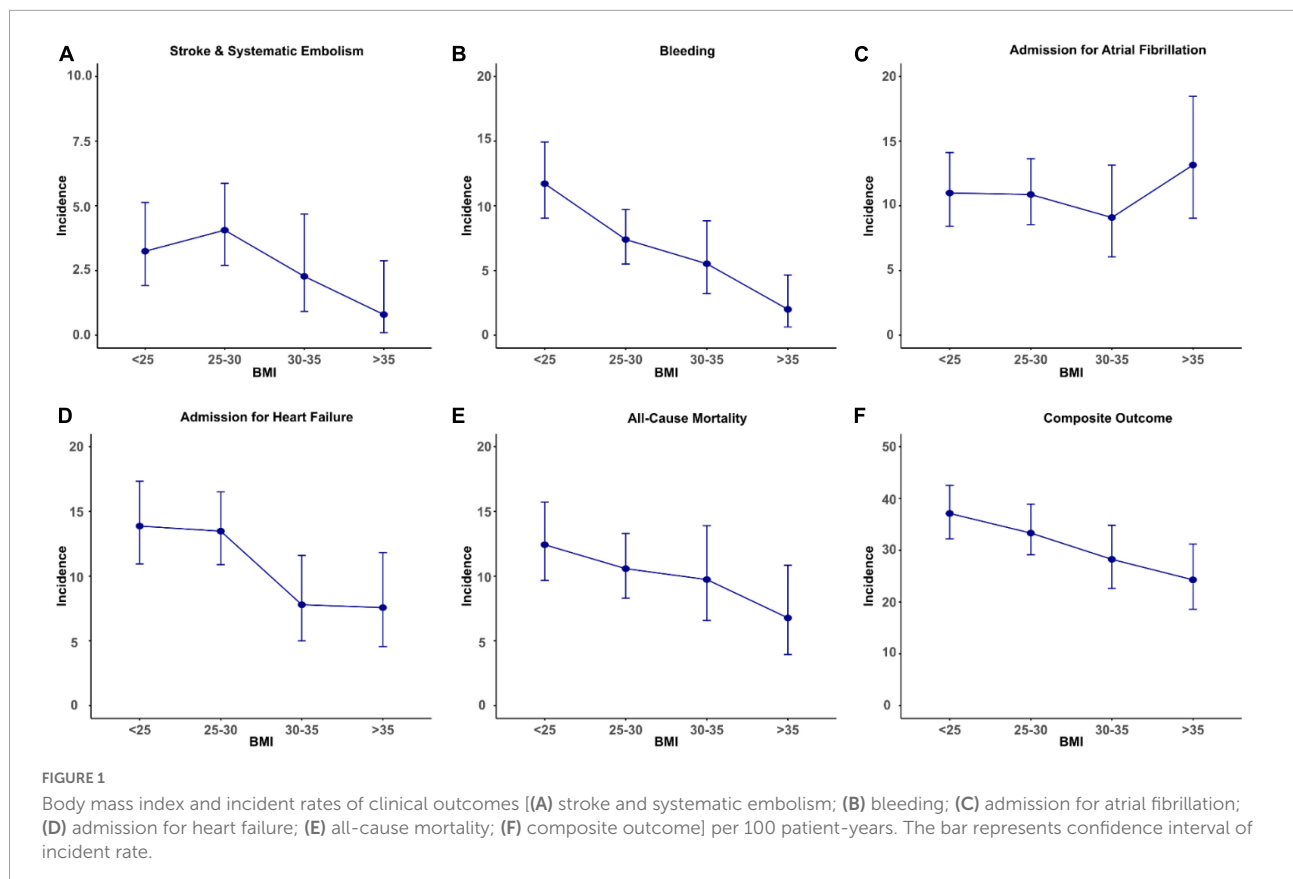 A
Stroke & Systematic Embolism
10.0
7.5
5.0
2.5
0.0
Incidence
<25 25-30 30-35 >35
BMI
B
Bleeding
20
15
10
5
0
Incidence
<25 25-30 30-35 >35
BMI
C
Admission for Atrial Fibrillation
20
15
10
5
0
Incidence
<25 25-30 30-35 >35
BMI
D
Admission for Heart Failure
20
15
10
5
0
Incidence
<25 25-30 30-35 >35
BMI
E
All-Cause Mortality
20
15
10
5
0
Incidence
<25 25-30 30-35 >35
BMI
F
Composite Outcome
50
40
30
20
10
0
Incidence
<25 25-30 30-35 >35
BMI
FIGURE 1
Body mass index and incident rates of clinical outcomes [(A) stroke and systematic embolism; (B) bleeding; (C) admission for atrial fibrillation;
(D) admission for heart failure; (E) all-cause mortality; (F) composite outcome] per 100 patient-years. The bar represents confidence interval of
incident rate.